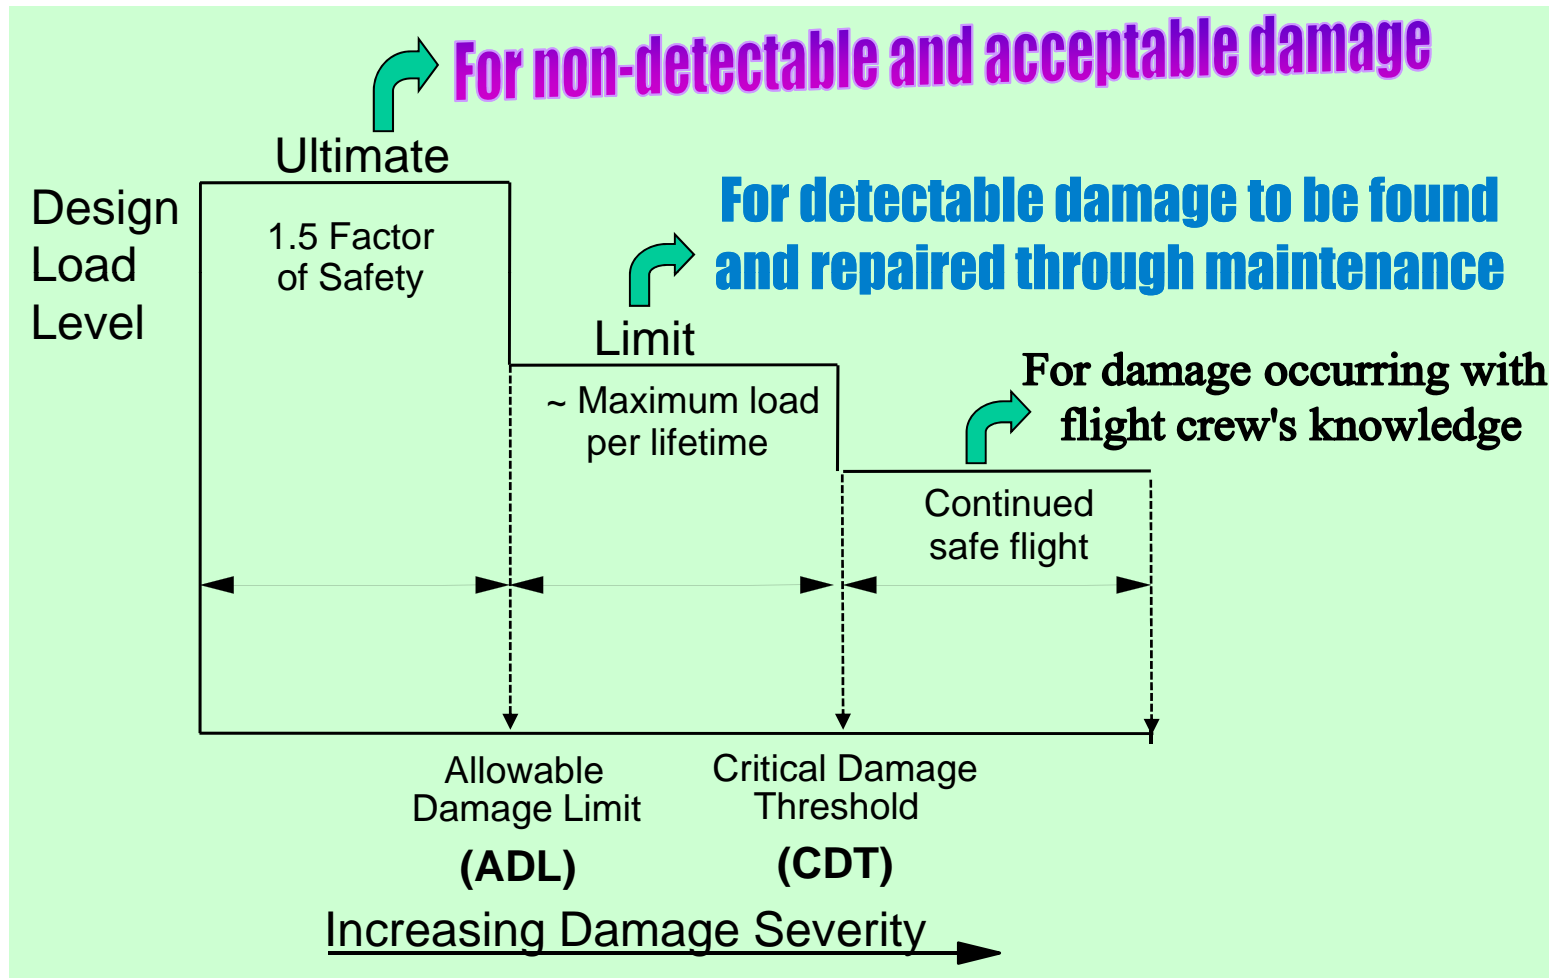 For non-detectable and acceptable damage
Ultimate
Design
Load
Level
1.5 Factor
of Safety
For detectable damage to be found
and repaired through maintenance
Limit
~ Maximum load
per lifetime
For damage occurring with
flight crew's knowledge
Continued
safe flight
Allowable
Damage Limit
(ADL)
Critical Damage
Threshold
(CDT)
Increasing Damage Severity